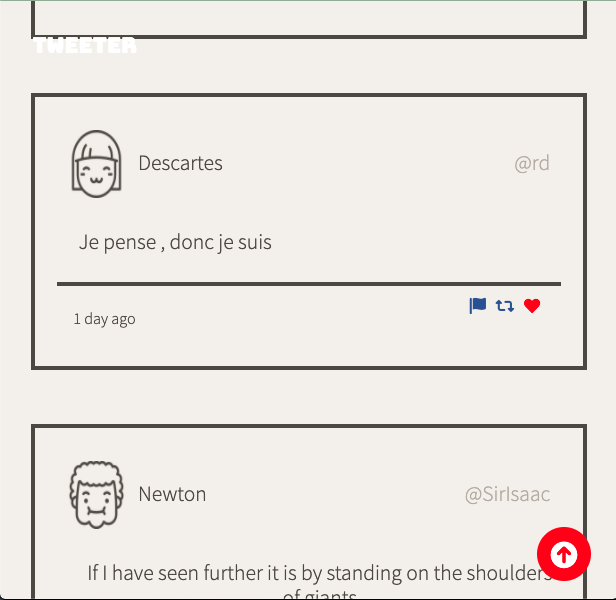 TWEETER
Descartes
@rd
Je pense , donc je suis
1 day ago
Newton
@SirIsaac
If I have seen further it is by standing on the shoulders
of giants